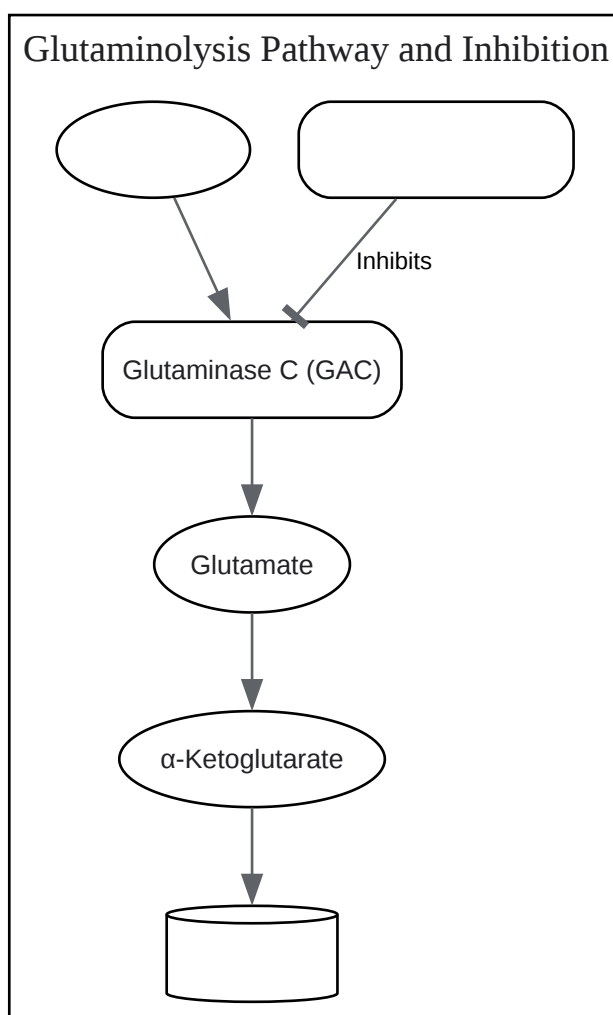 Glutaminolysis Pathway and Inhibition
Inhibits
Glutaminase C (GAC)
Glutamate
α-Ketoglutarate